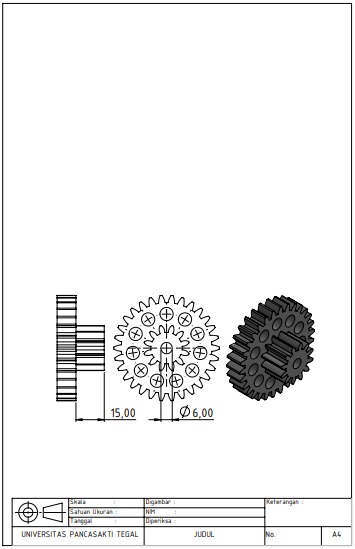 15,00
Ø 6,00
Skala :
Digambar :
Keterangan :
Satuan Ukuran :
NIM :
Tanggal :
Diperiksa :
UNIVERSITAS PANCASAKTI TEGAL
JUDUL
No.
A4